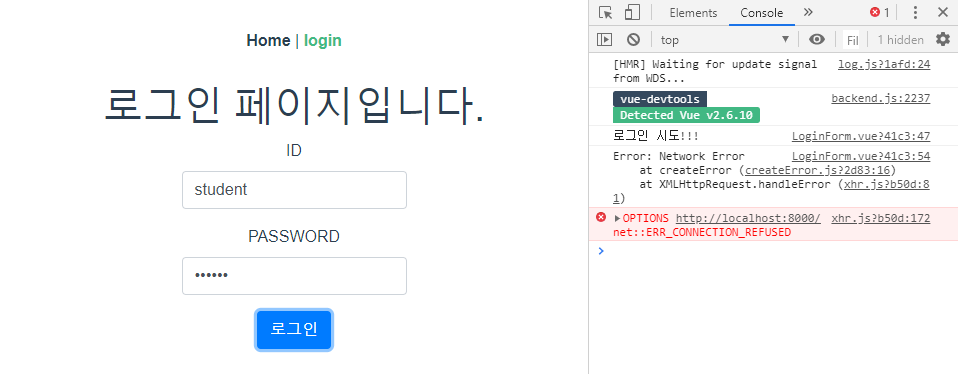 Home | login
로그인 페이지입니다.
ID
student
PASSWORD
••••••
로그인
Elements Console » 1
top ▼ Fil 1 hidden
[HMR] Waiting for update signal log.js?1afd:24
from WDS...
vue-devtools backend.js:2237
Detected Vue v2.6.10
로그인 시도!!! LoginForm.vue?41c3:47
Error: Network Error LoginForm.vue?41c3:54
at createError (createError.js?2d83:16)
at XMLHttpRequest.handleError (xhr.js?b50d:8
1)
▶OPTIONS http://localhost:8000/ xhr.js?b50d:172
net::ERR_CONNECTION_REFUSED
>